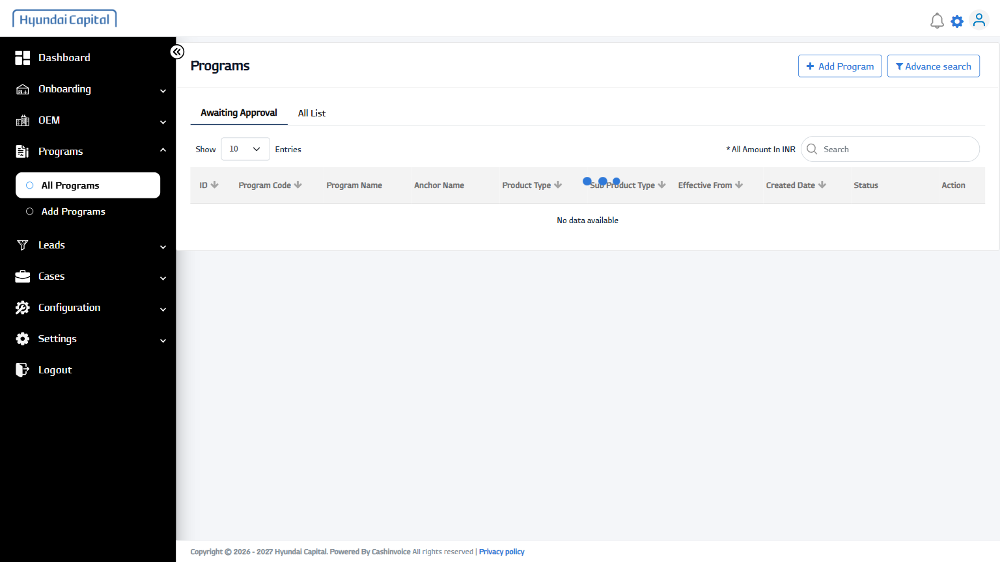 Hyundai Capital
Dashboard
Onboarding
OEM
Programs
All Programs
Add Programs
Leads
Cases
Configuration
Settings
Logout
Programs
Add Program
Advance search
Awaiting Approval
All List
Show 10 Entries
* All Amount In INR
Search
ID Program Code Program Name Anchor Name Product Type Sub Product Type Effective From Created Date Status Action
No data available
Copyright © 2026 - 2027 Hyundai Capital. Powered By Cashinvoice All rights reserved | Privacy policy